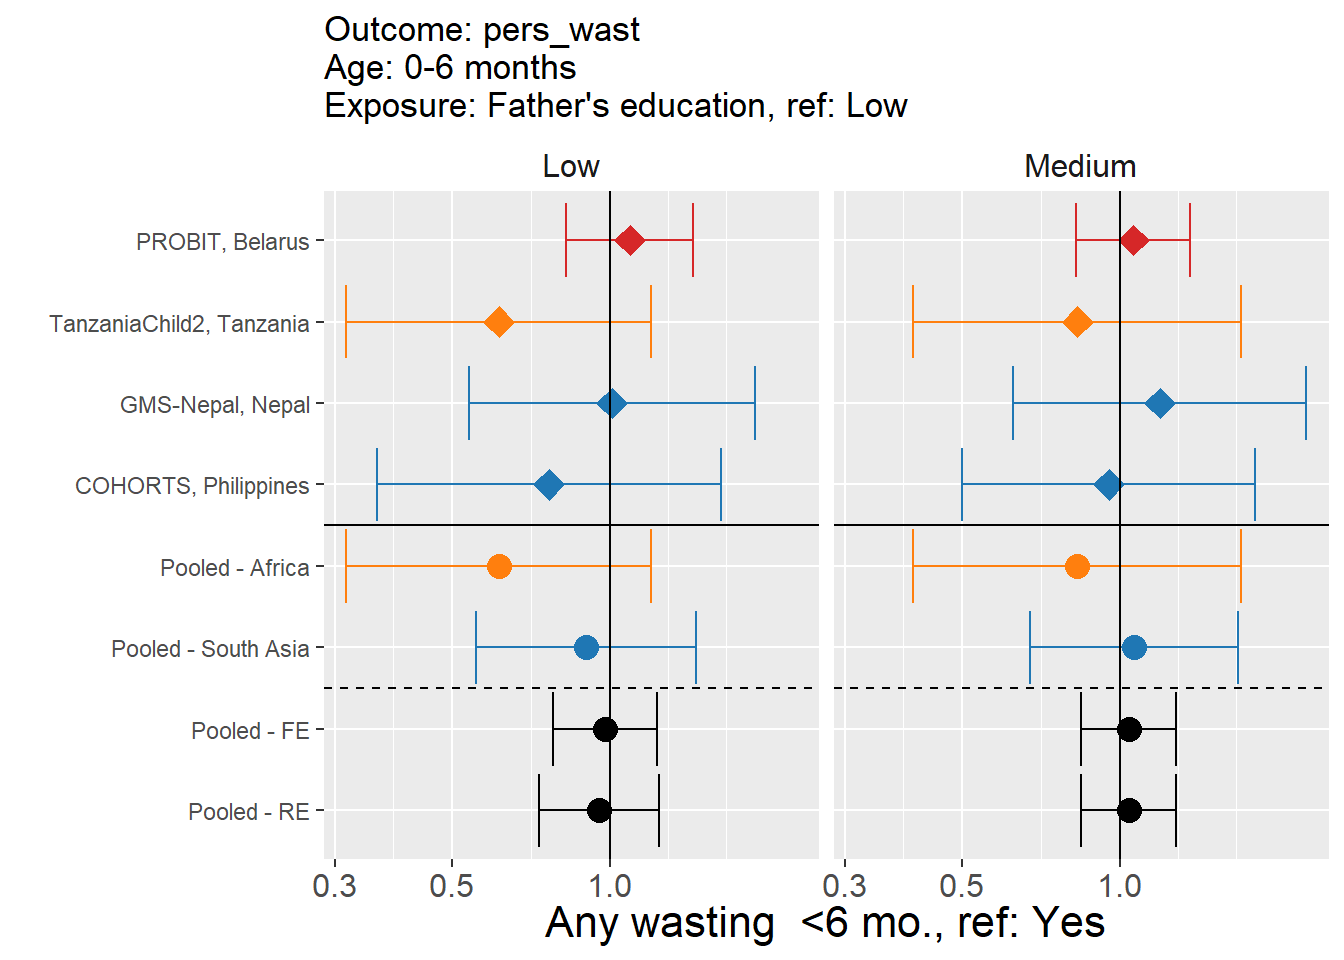 Outcome: pers_wast
Age: 0-6 months
Exposure: Father's education, ref: Low
Low
Medium
PROBIT, Belarus
TanzaniaChild2, Tanzania
GMS-Nepal, Nepal
COHORTS, Philippines
Pooled - Africa
Pooled - South Asia
Pooled - FE
Pooled - RE
0.3 0.5 1.0
0.3 0.5 1.0
Any wasting  <6 mo., ref: Yes